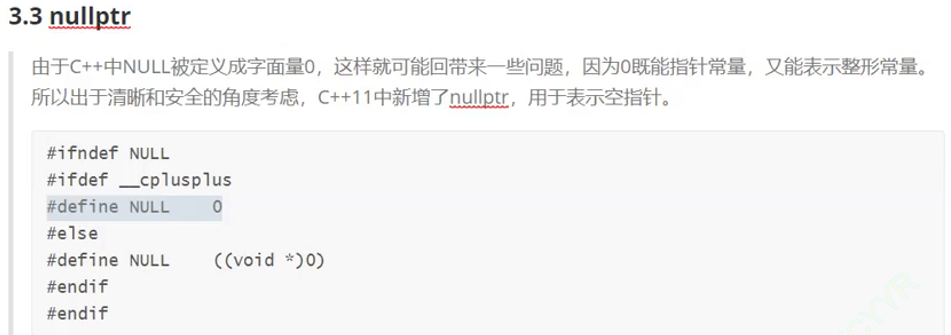 3.3 nullptr
由于C++中NULL被定义成字面量0，这样就可能回带来一些问题，因为0既能指针常量，又能表示整形常量。
所以出于清晰和安全的角度考虑，C++11中新增了nullptr，用于表示空指针。
#ifndef NULL
#ifdef __cplusplus
#define NULL    0
#else
#define NULL    ((void *)0)
#endif
#endif